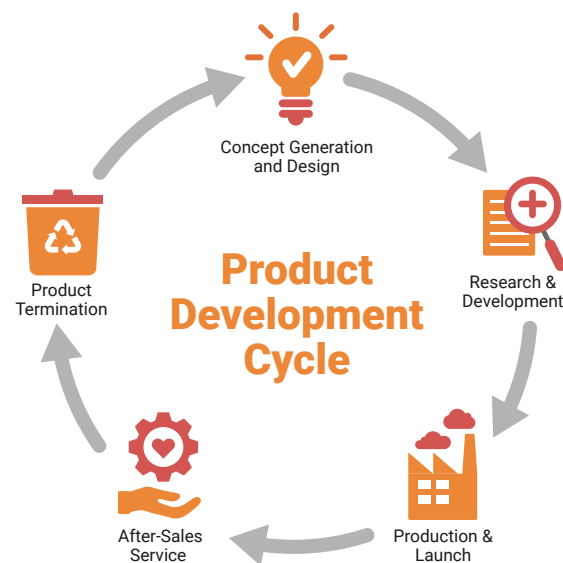 Concept Generation
and Design
Research &
Development
Production &
Launch
After-Sales
Service
Product
Termination
Product
Development
Cycle